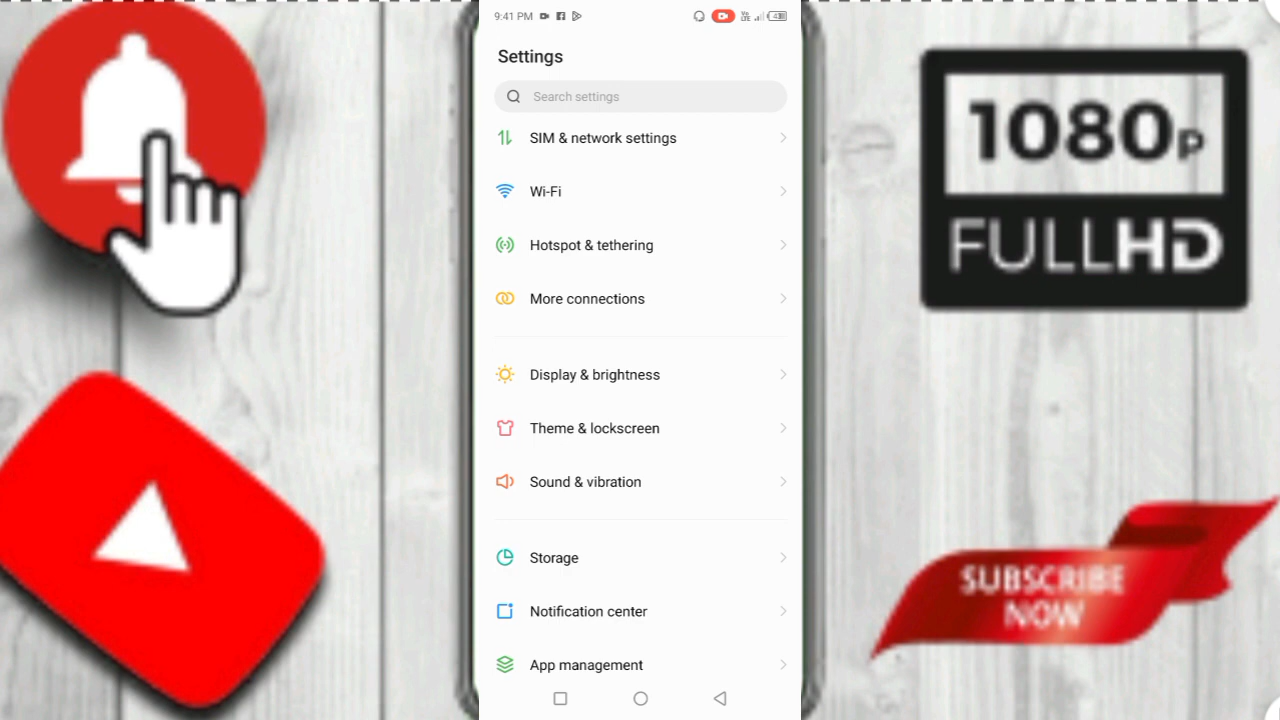 9:41 PM
Settings
Search settings
SIM & network settings
Wi-Fi
Hotspot & tethering
More connections
Display & brightness
Theme & lockscreen
Sound & vibration
Storage
Notification center
App management
1080p
FULLHD
SUBSCRIBE
NOW